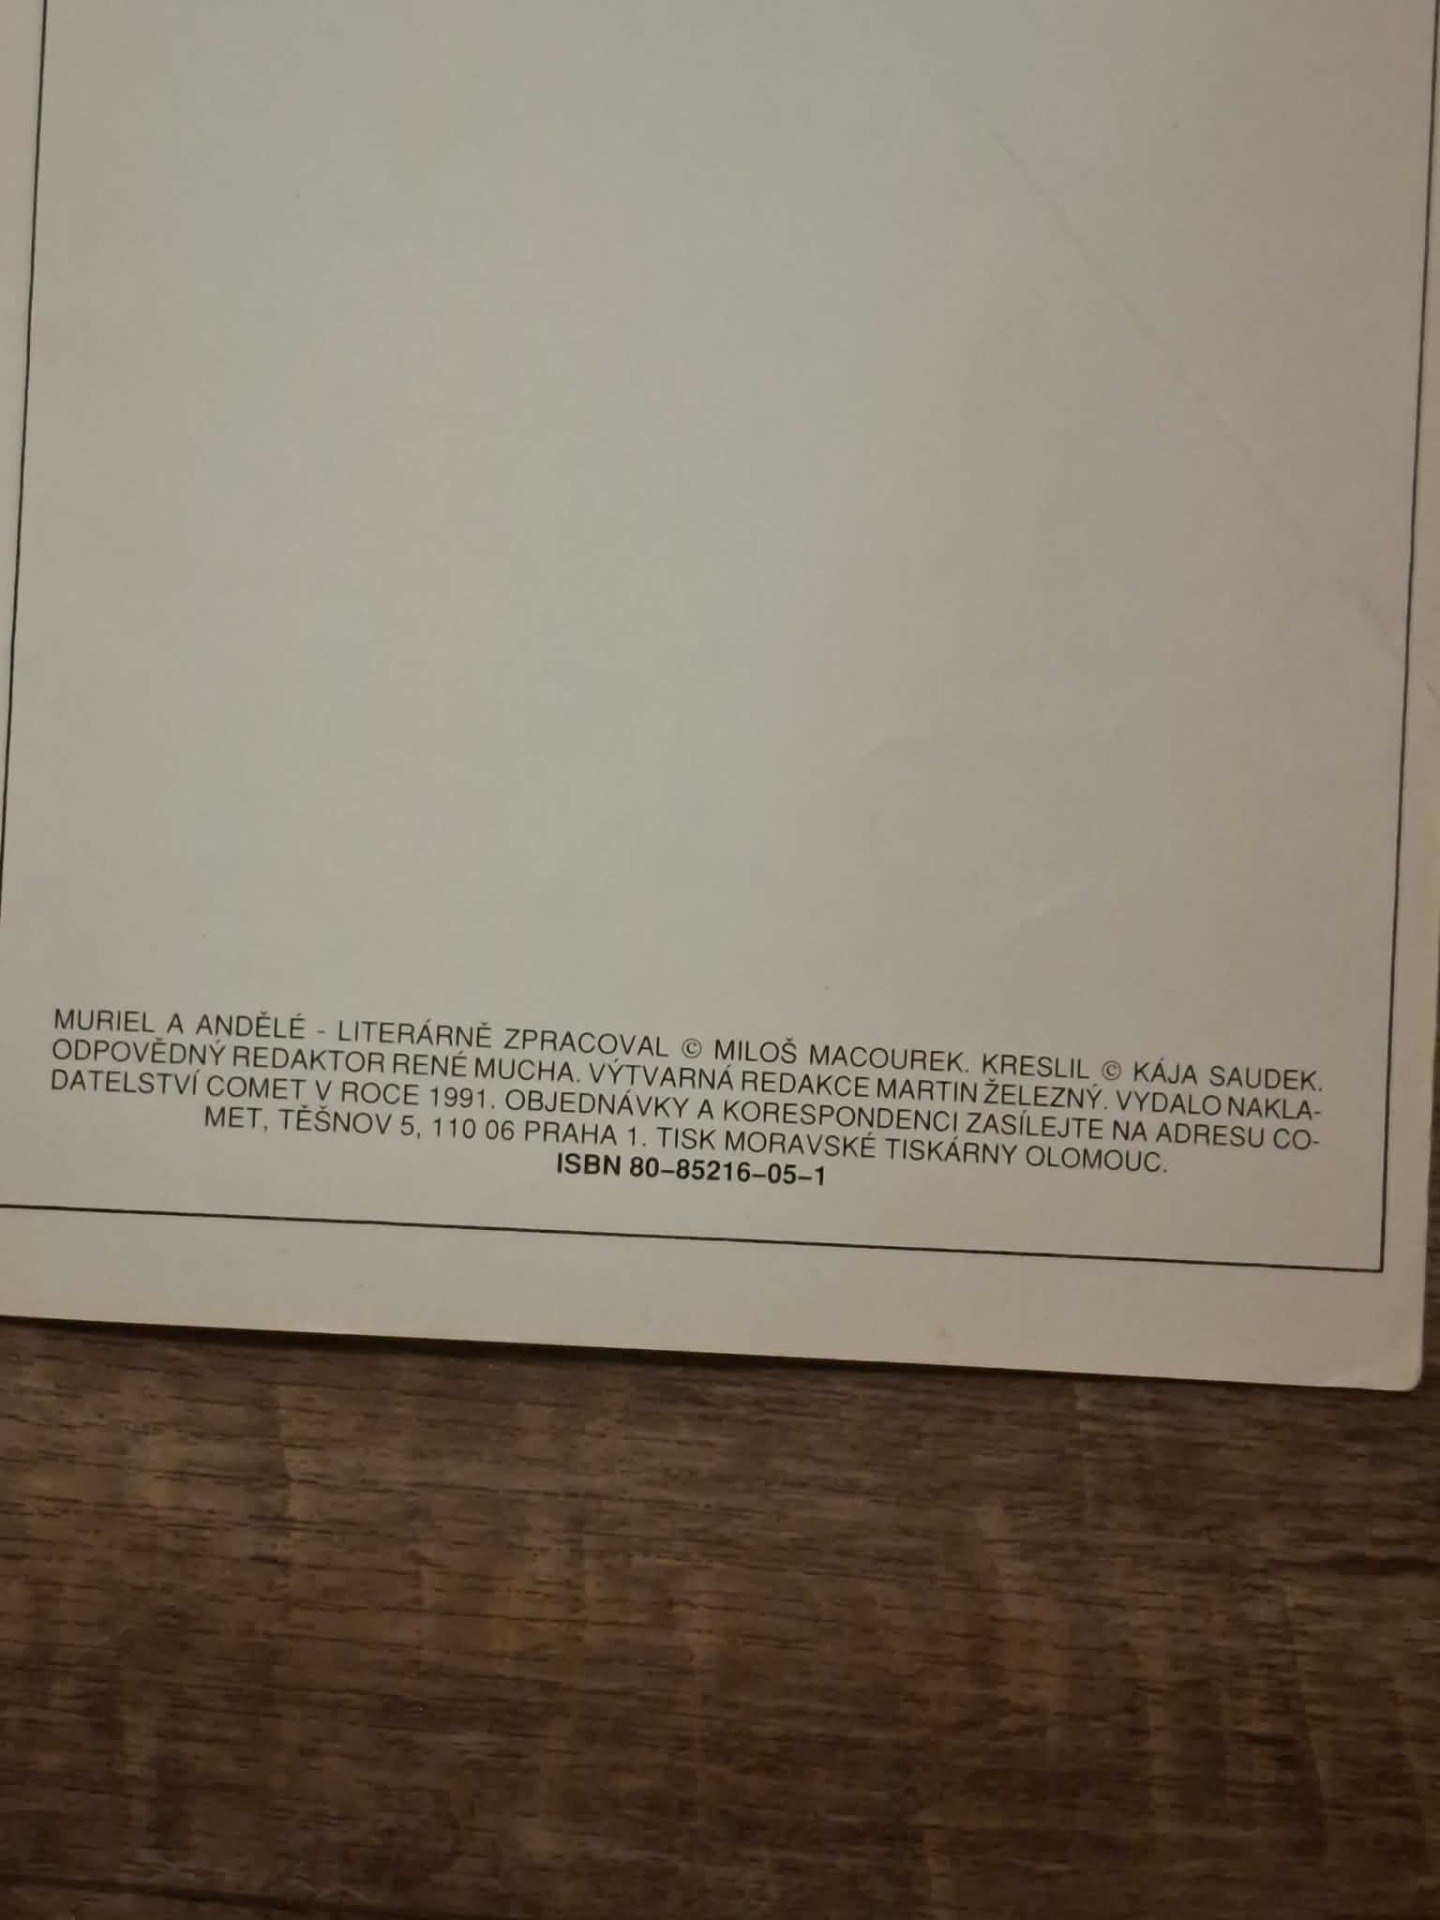 MURIEL A ANDĚLÉ - LITERÁRNĚ ZPRACOVAL © MILOŠ MACOUREK. KRESLIL © KÁJA SAUDEK.
ODPOVĚDNÝ REDAKTOR RENÉ MUCHA. VÝTVARNÁ REDAKCE MARTIN ŽELEZNÝ. VYDALO NAKLA-
DATELSTVÍ COMET V ROCE 1991. OBJEDNÁVKY A KORESPONDENCI ZASÍLEJTE NA ADRESU CO-
MET, TĚŠNOV 5, 110 06 PRAHA 1. TISK MORAVSKÉ TISKÁRNY OLOMOUC.
ISBN 80–85216–05–1